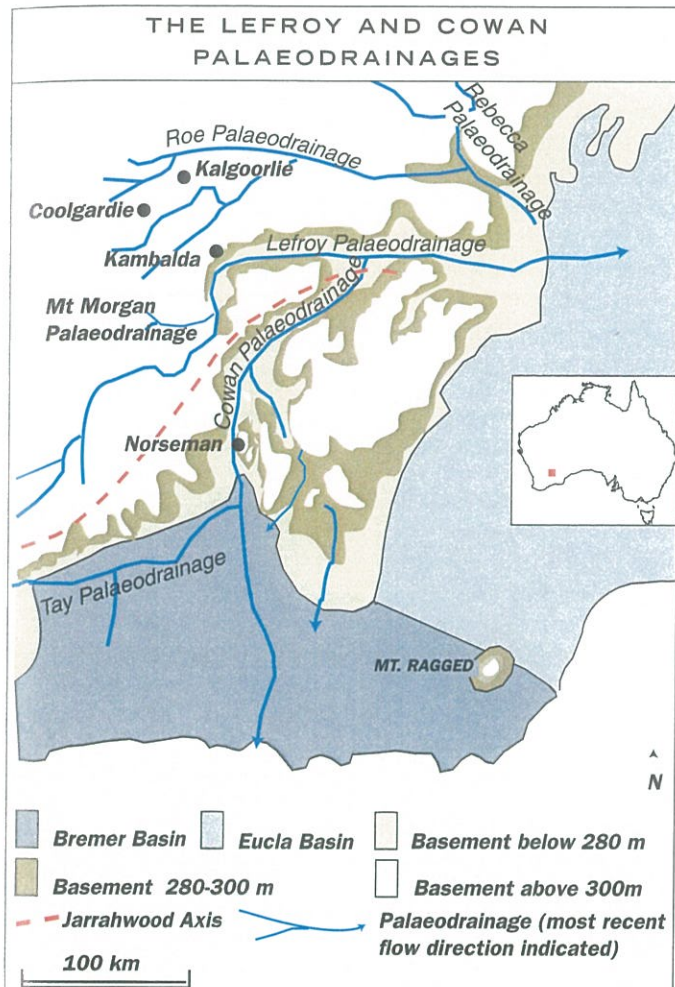 THE LEFROY AND COWAN
PALAEODRAINAGES
Rebecca
Palaeodrainage
Roe Palaeodrainage
Kalgoorlie
Coolgardie
Lefroy Palaeodrainage
Kambalda
Mt Morgan
Palaeodrainage
Cowan Palaeodrainage
Norseman
Tay Palaeodrainage
MT. RAGGED
N
Bremer Basin
Eucla Basin
Basement below 280 m
Basement 280-300 m
Basement above 300m
Jarrahwood Axis
Palaeodrainage (most recent
flow direction indicated)
100 km